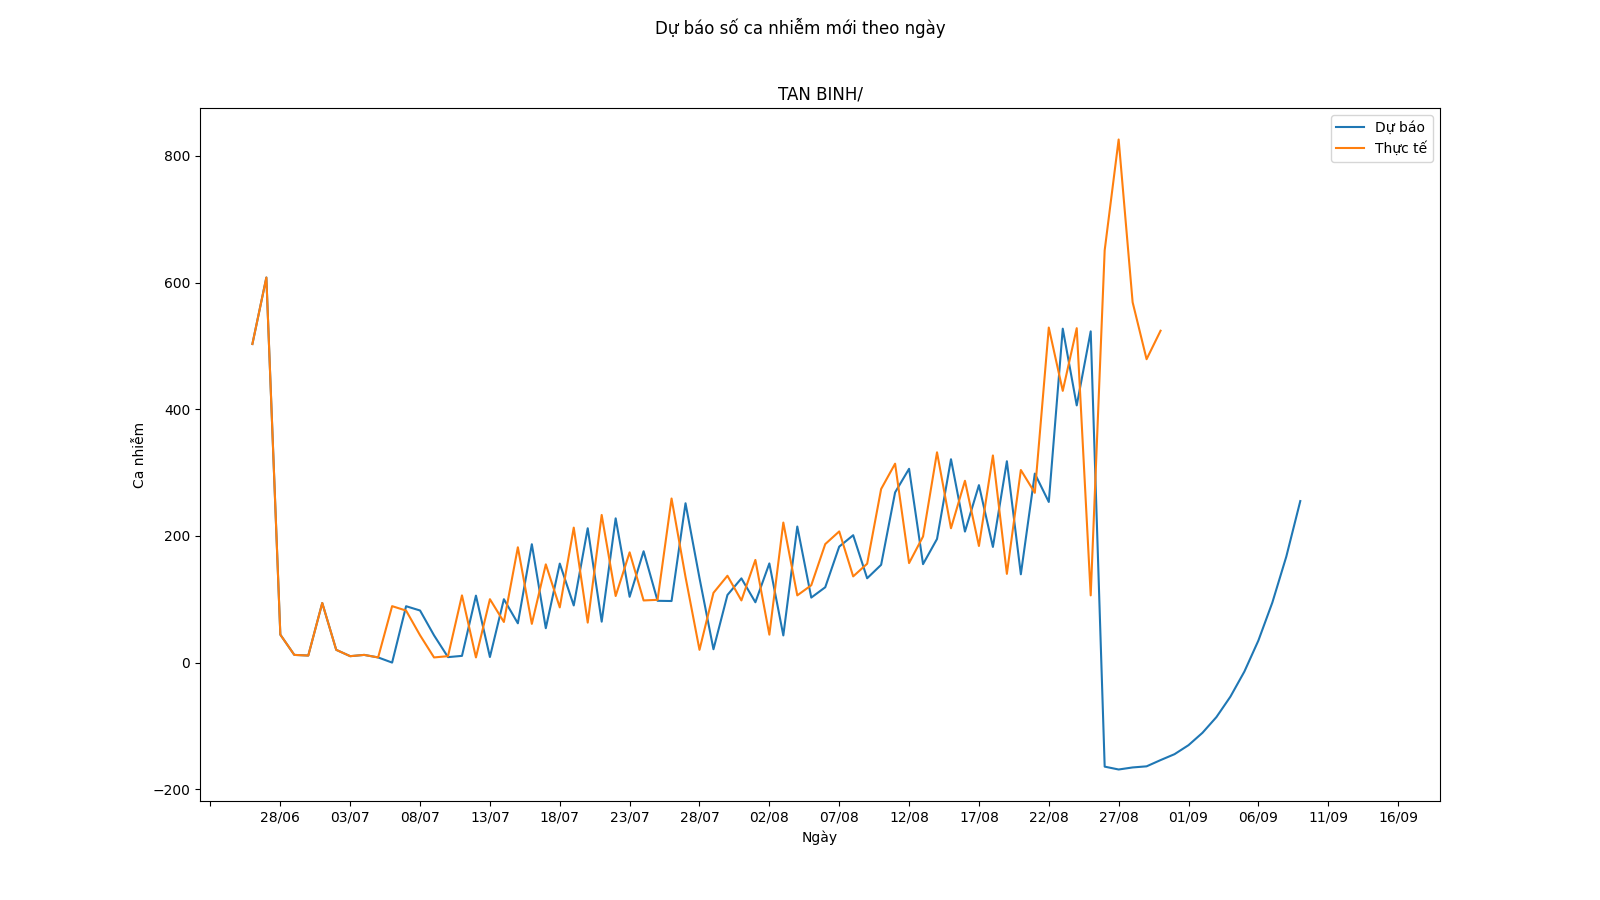 Dự báo số ca nhiễm mới theo ngày
TAN BINH/
Dự báo
Thực tế
800
600
400
200
0
−200
Ca nhiễm
28/06 03/07 08/07 13/07 18/07 23/07 28/07 02/08 07/08 12/08 17/08 22/08 27/08 01/09 06/09 11/09 16/09
Ngày